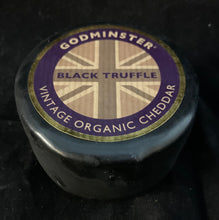 GODMINSTER®
BLACK TRUFFLE
VINTAGE ORGANIC CHEDDAR